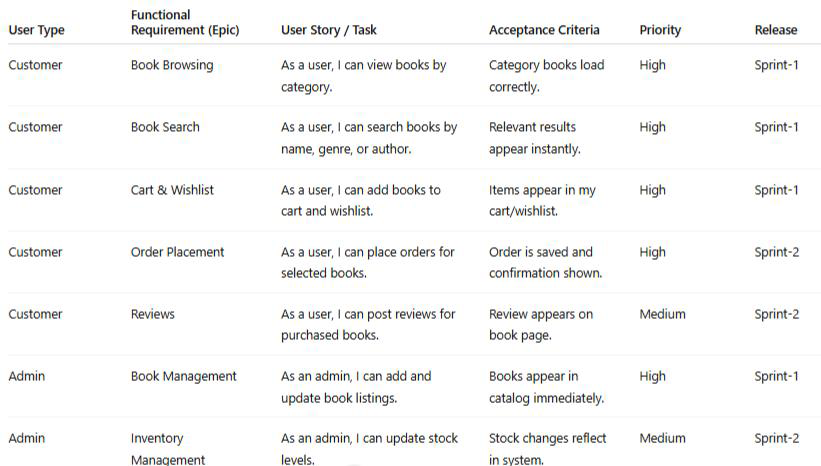 User Type Functional Requirement (Epic) User Story / Task Acceptance Criteria Priority Release
Customer Book Browsing As a user, I can view books by category. Category books load correctly. High Sprint-1
Customer Book Search As a user, I can search books by name, genre, or author. Relevant results appear instantly. High Sprint-1
Customer Cart & Wishlist As a user, I can add books to cart and wishlist. Items appear in my cart/wishlist. High Sprint-1
Customer Order Placement As a user, I can place orders for selected books. Order is saved and confirmation shown. High Sprint-2
Customer Reviews As a user, I can post reviews for purchased books. Review appears on book page. Medium Sprint-2
Admin Book Management As an admin, I can add and update book listings. Books appear in catalog immediately. High Sprint-1
Admin Inventory Management As an admin, I can update stock levels. Stock changes reflect in system. Medium Sprint-2